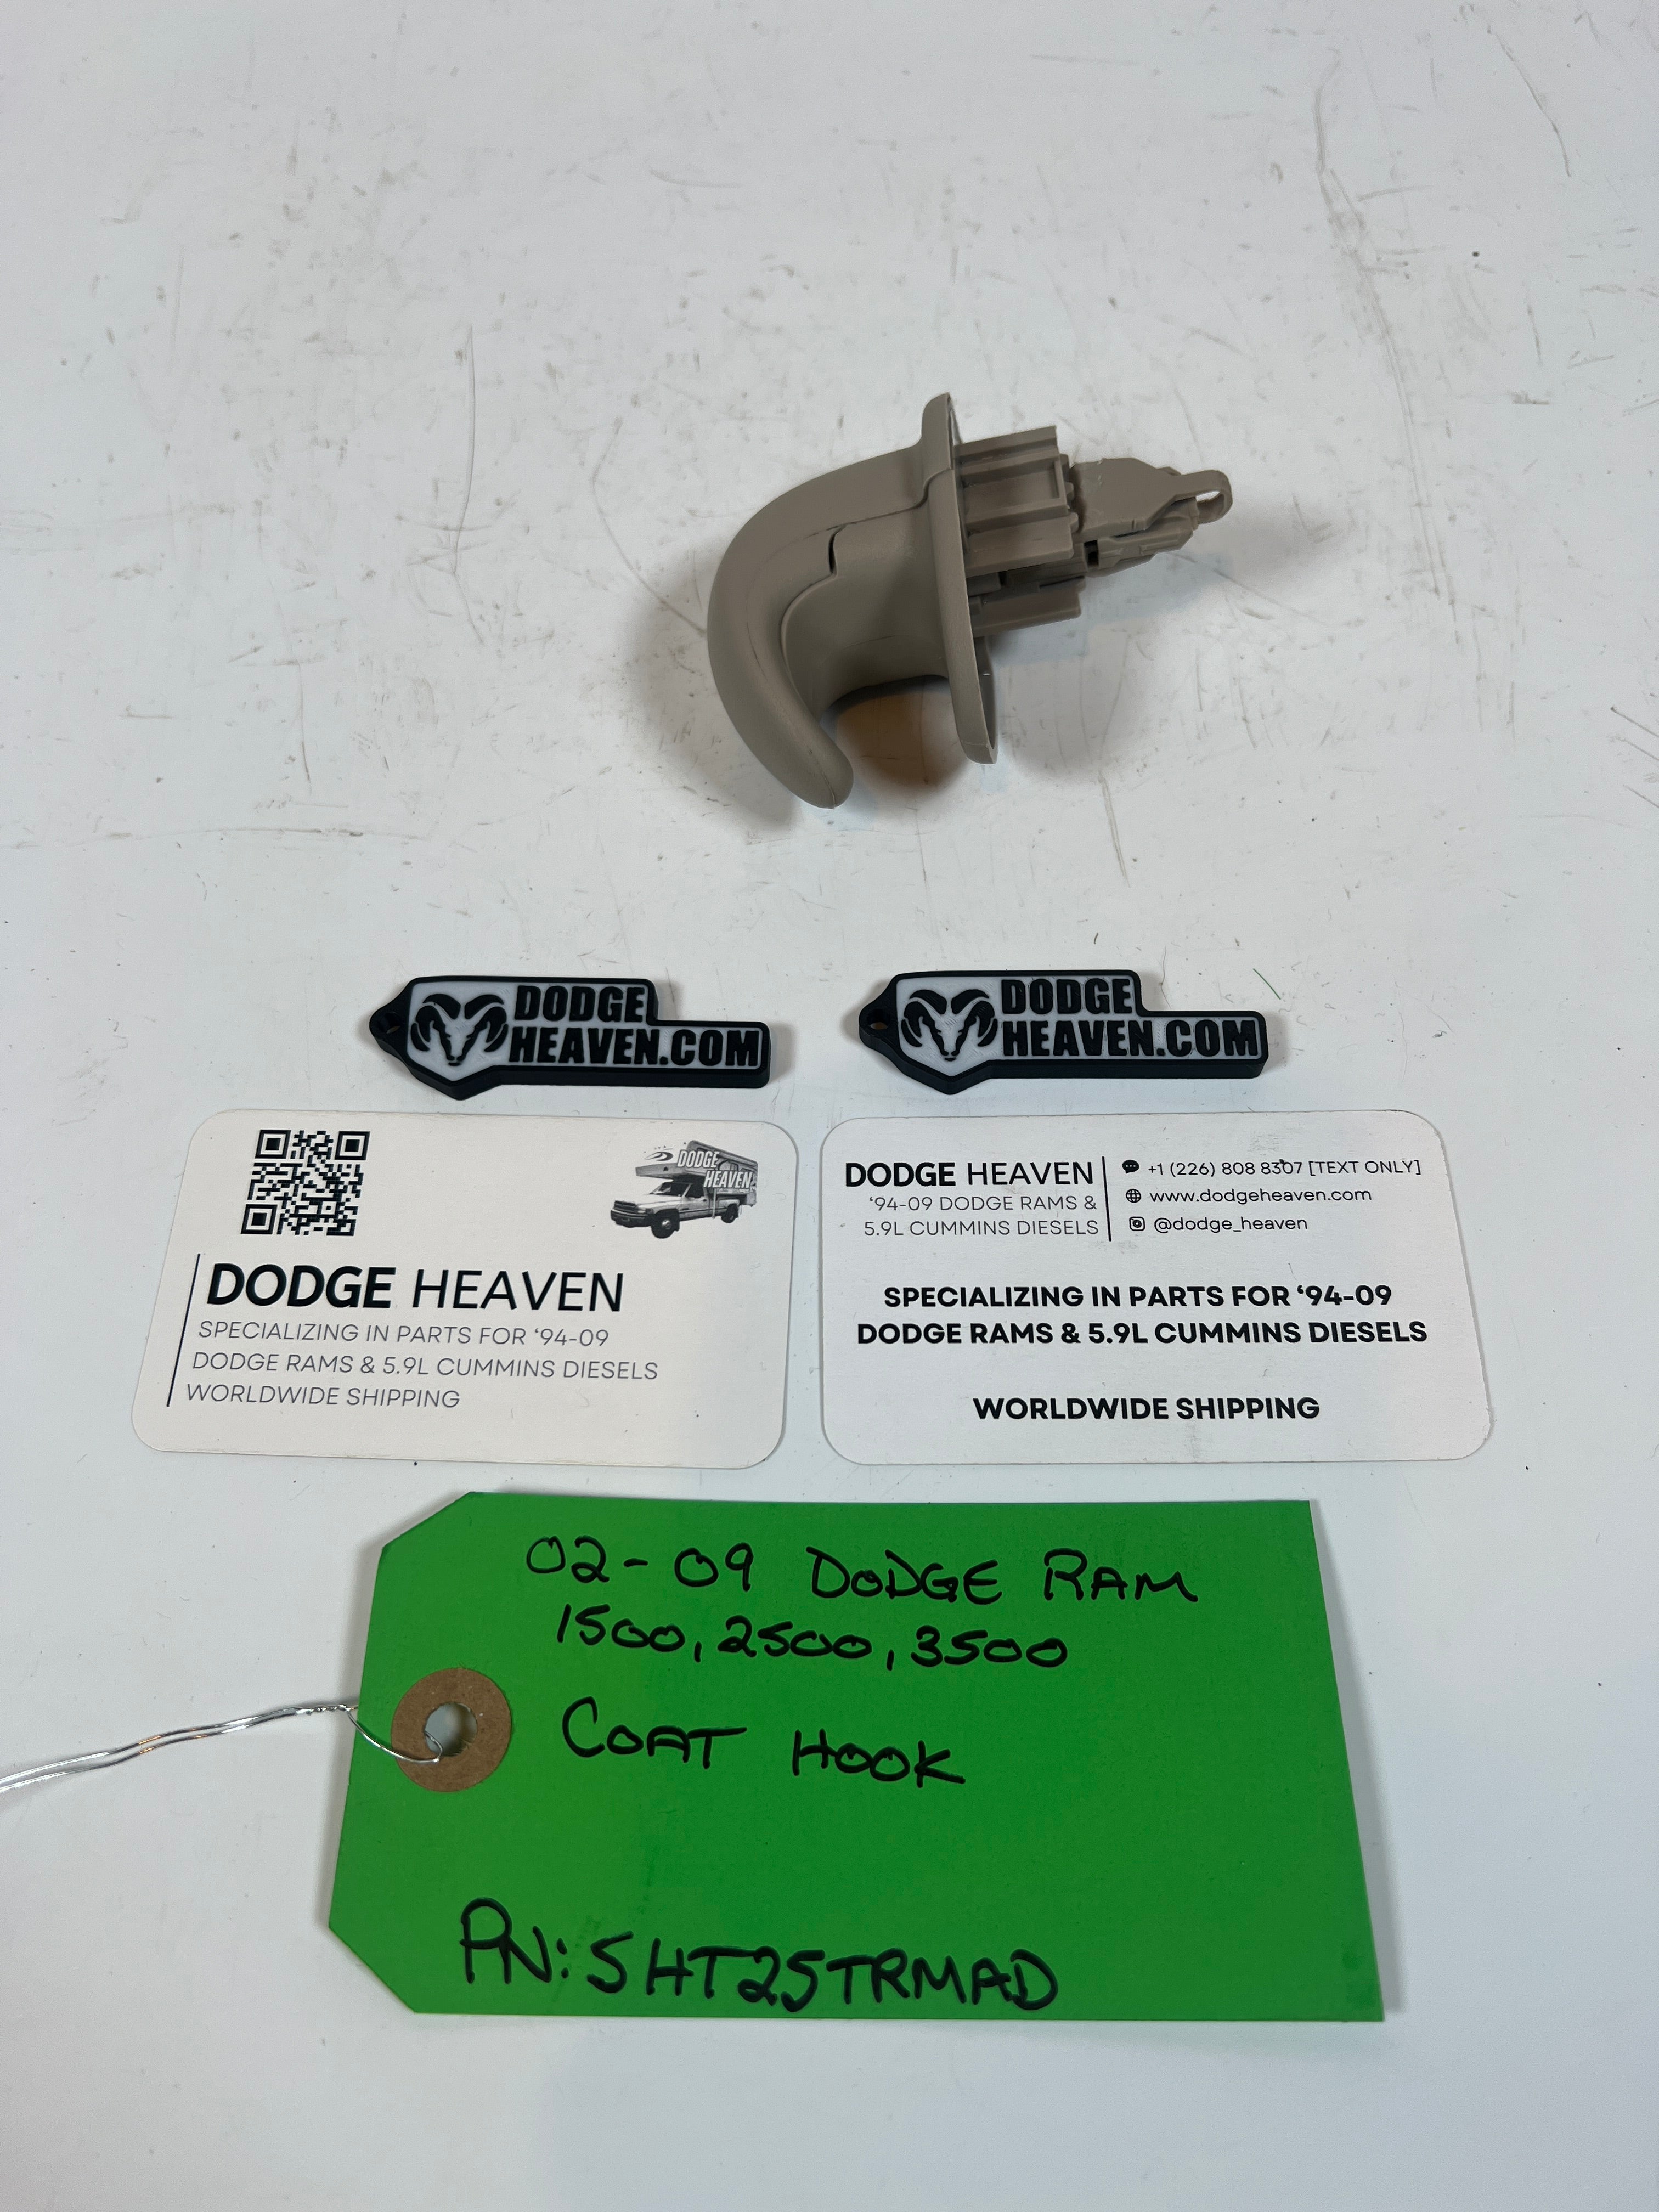 DODGE
HEAVEN.COM
DODGE
HEAVEN.COM
DODGE
HEAVEN
DODGE HEAVEN
SPECIALIZING IN PARTS FOR ‘94-09
DODGE RAMS & 5.9L CUMMINS DIESELS
WORLDWIDE SHIPPING
DODGE HEAVEN
‘94-09 DODGE RAMS &
5.9L CUMMINS DIESELS
+1 (226) 808 8307 [TEXT ONLY]
www.dodgeheaven.com
@dodge_heaven
SPECIALIZING IN PARTS FOR ‘94-09
DODGE RAMS & 5.9L CUMMINS DIESELS
WORLDWIDE SHIPPING
02-09 DODGE RAM
1500, 2500, 3500
COAT HOOK
PN: 5HT25TRMAD